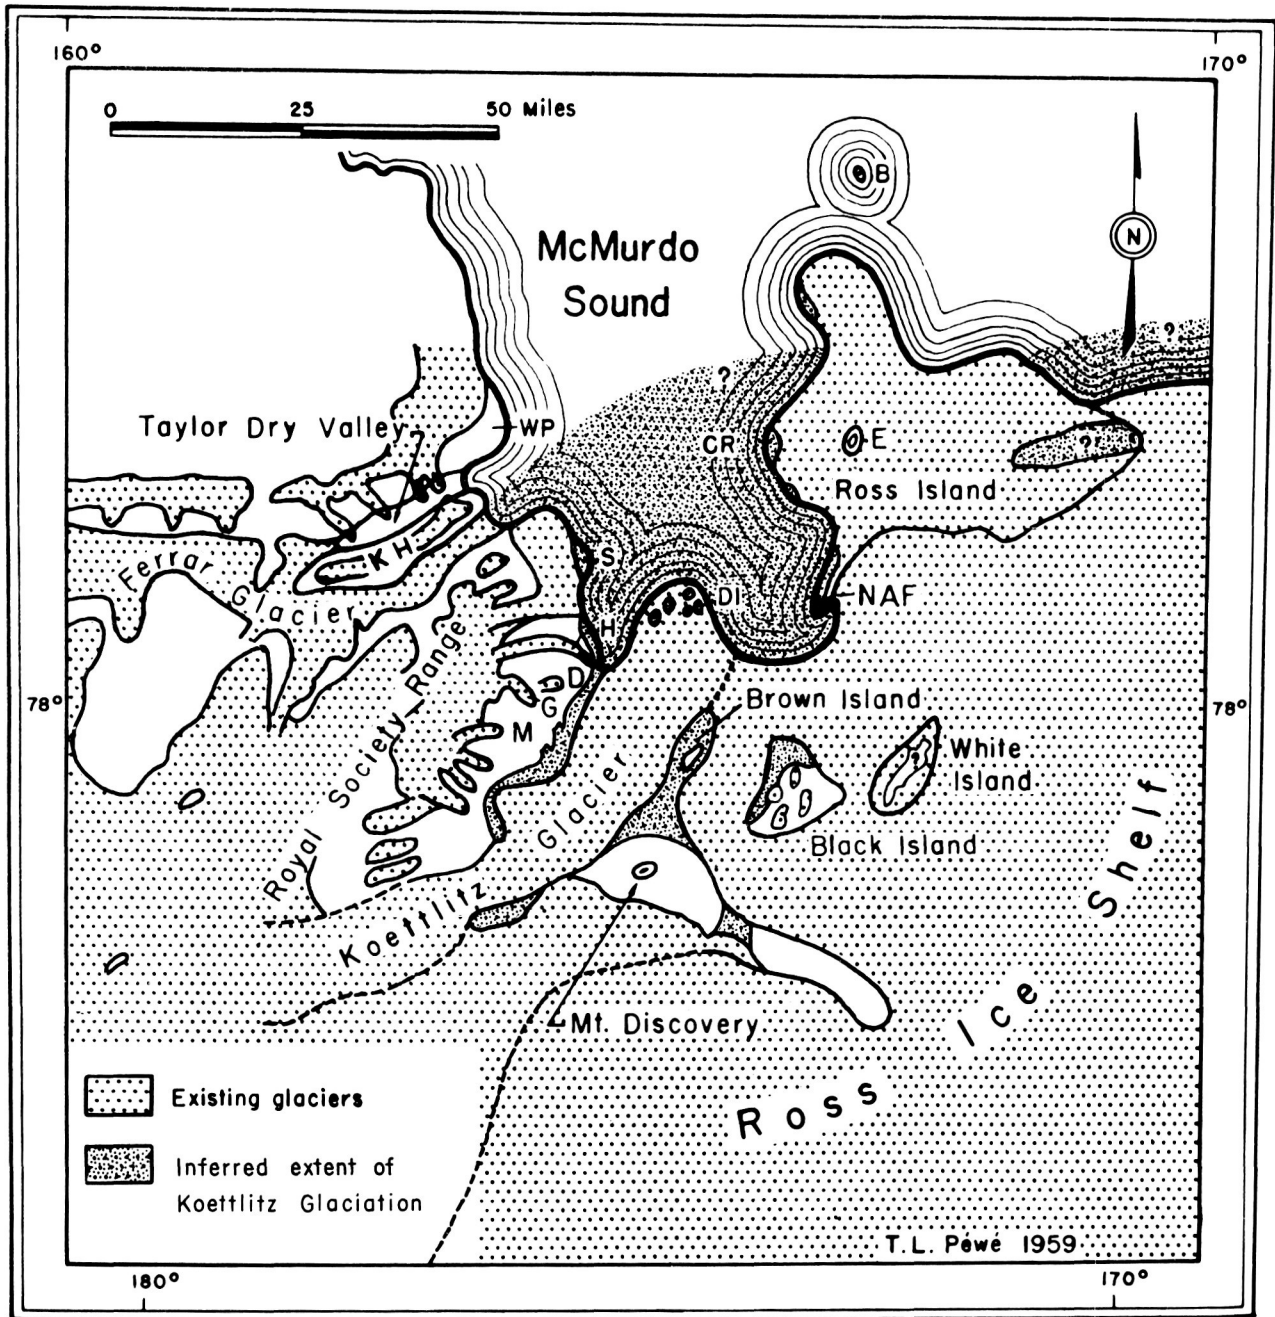 160°
170°
0 25 50 Miles
B
N
McMurdo
Sound
?
?
Taylor Dry Valley
WP
CR
E
??
Ross Island
KH
S
Ferrar
Glacier
DI
NAF
H
Royal Society Range
D
G
M
78°
78°
Brown Island
White
Island
?
Black Island
Koettlitz Glacier
Mt. Discovery
Ross Ice Shelf
Existing glaciers
Inferred extent of
Koettlitz Glaciation
T.L. Péwé 1959
180°
170°